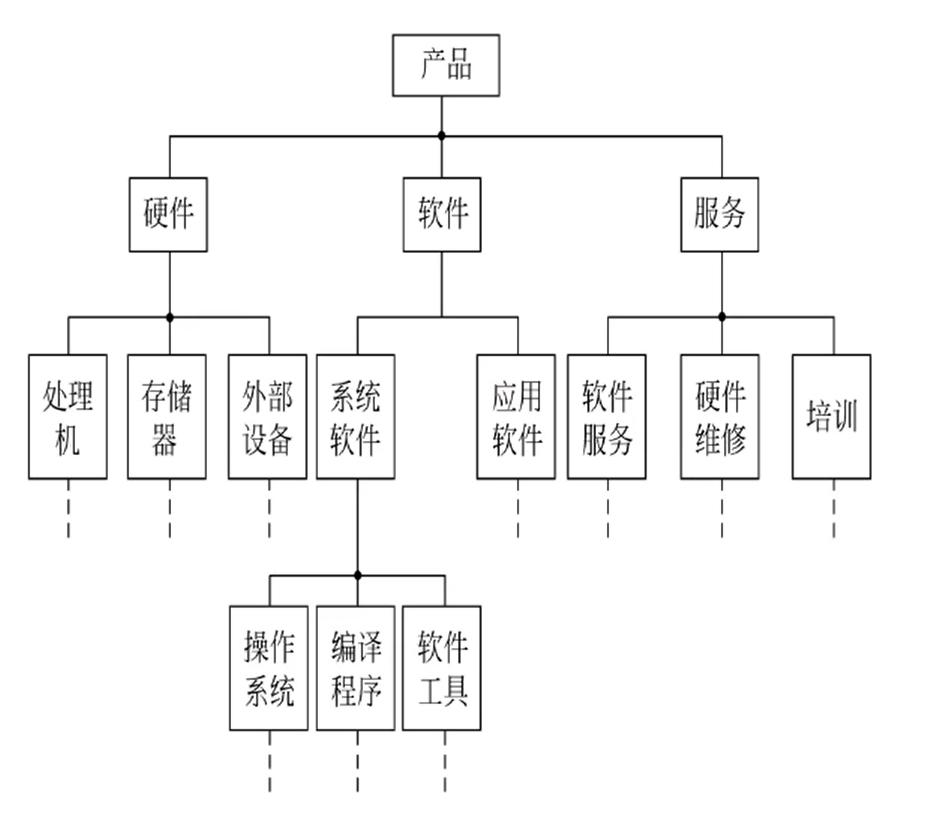 产品
硬件
软件
服务
处理
机
存储
器
外部
设备
系统
软件
应用
软件
软件
服务
硬件
维修
培训
操作
系统
编译
程序
软件
工具